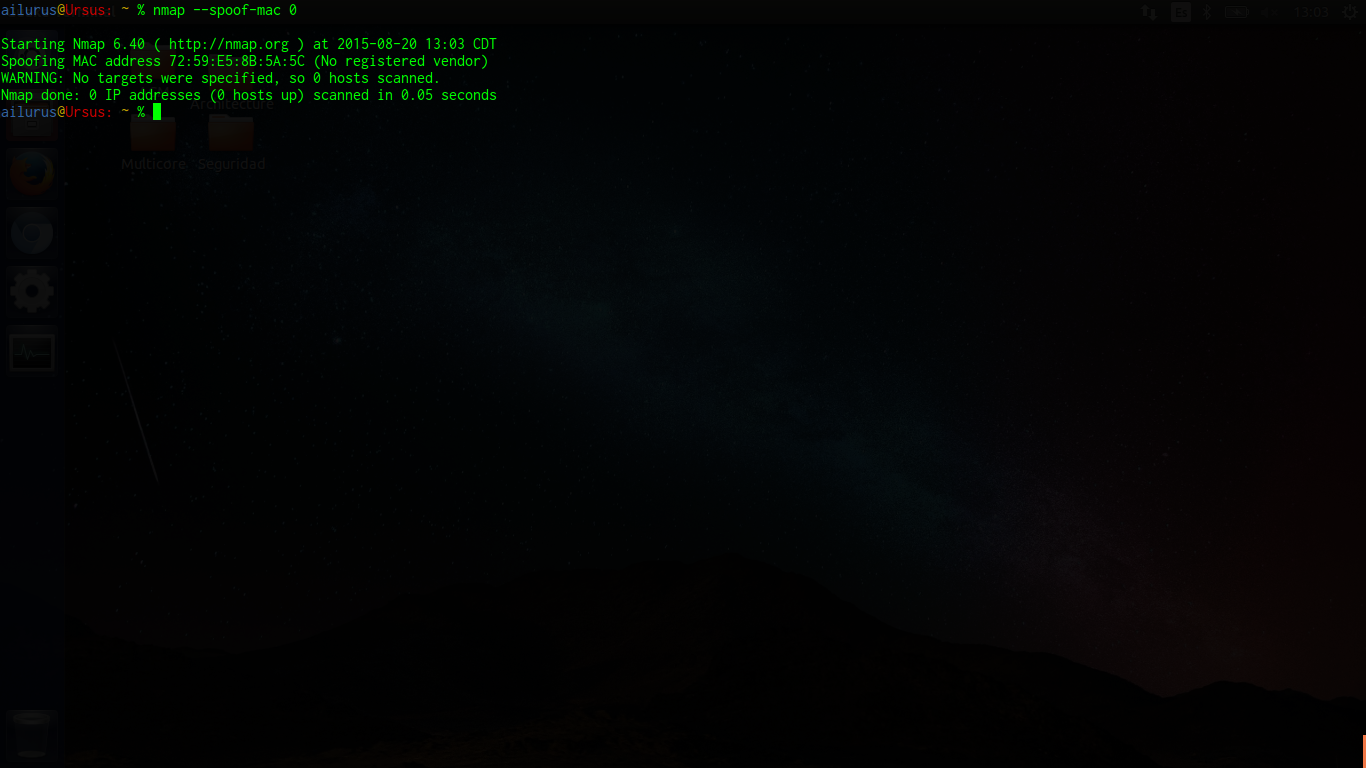 ailurus@Ursus: ~ % nmap --spoof-mac 0
13:03
Starting Nmap 6.40 ( http://nmap.org ) at 2015-08-20 13:03 CDT
Spoofing MAC address 72:59:E5:8B:5A:5C (No registered vendor)
WARNING: No targets were specified, so 0 hosts scanned.
Nmap done: 0 IP addresses (0 hosts up) scanned in 0.05 seconds
ailurus@Ursus: ~ %
Multicore
Seguridad